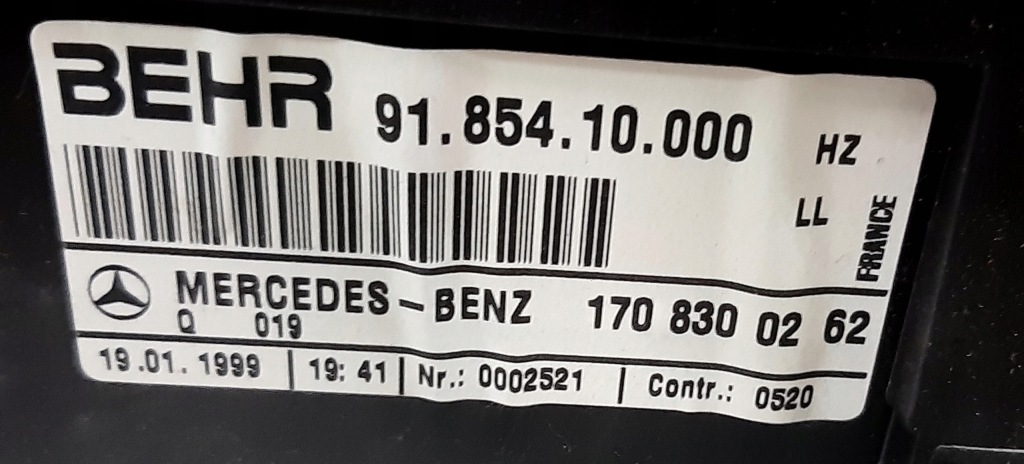 BEHR 91.854.10.000 HZ
LL
FRANCE
MERCEDES-BENZ 170 830 02 62
Q 019
19.01.1999 | 19:41 | Nr.: 0002521 | Contr.: 0520